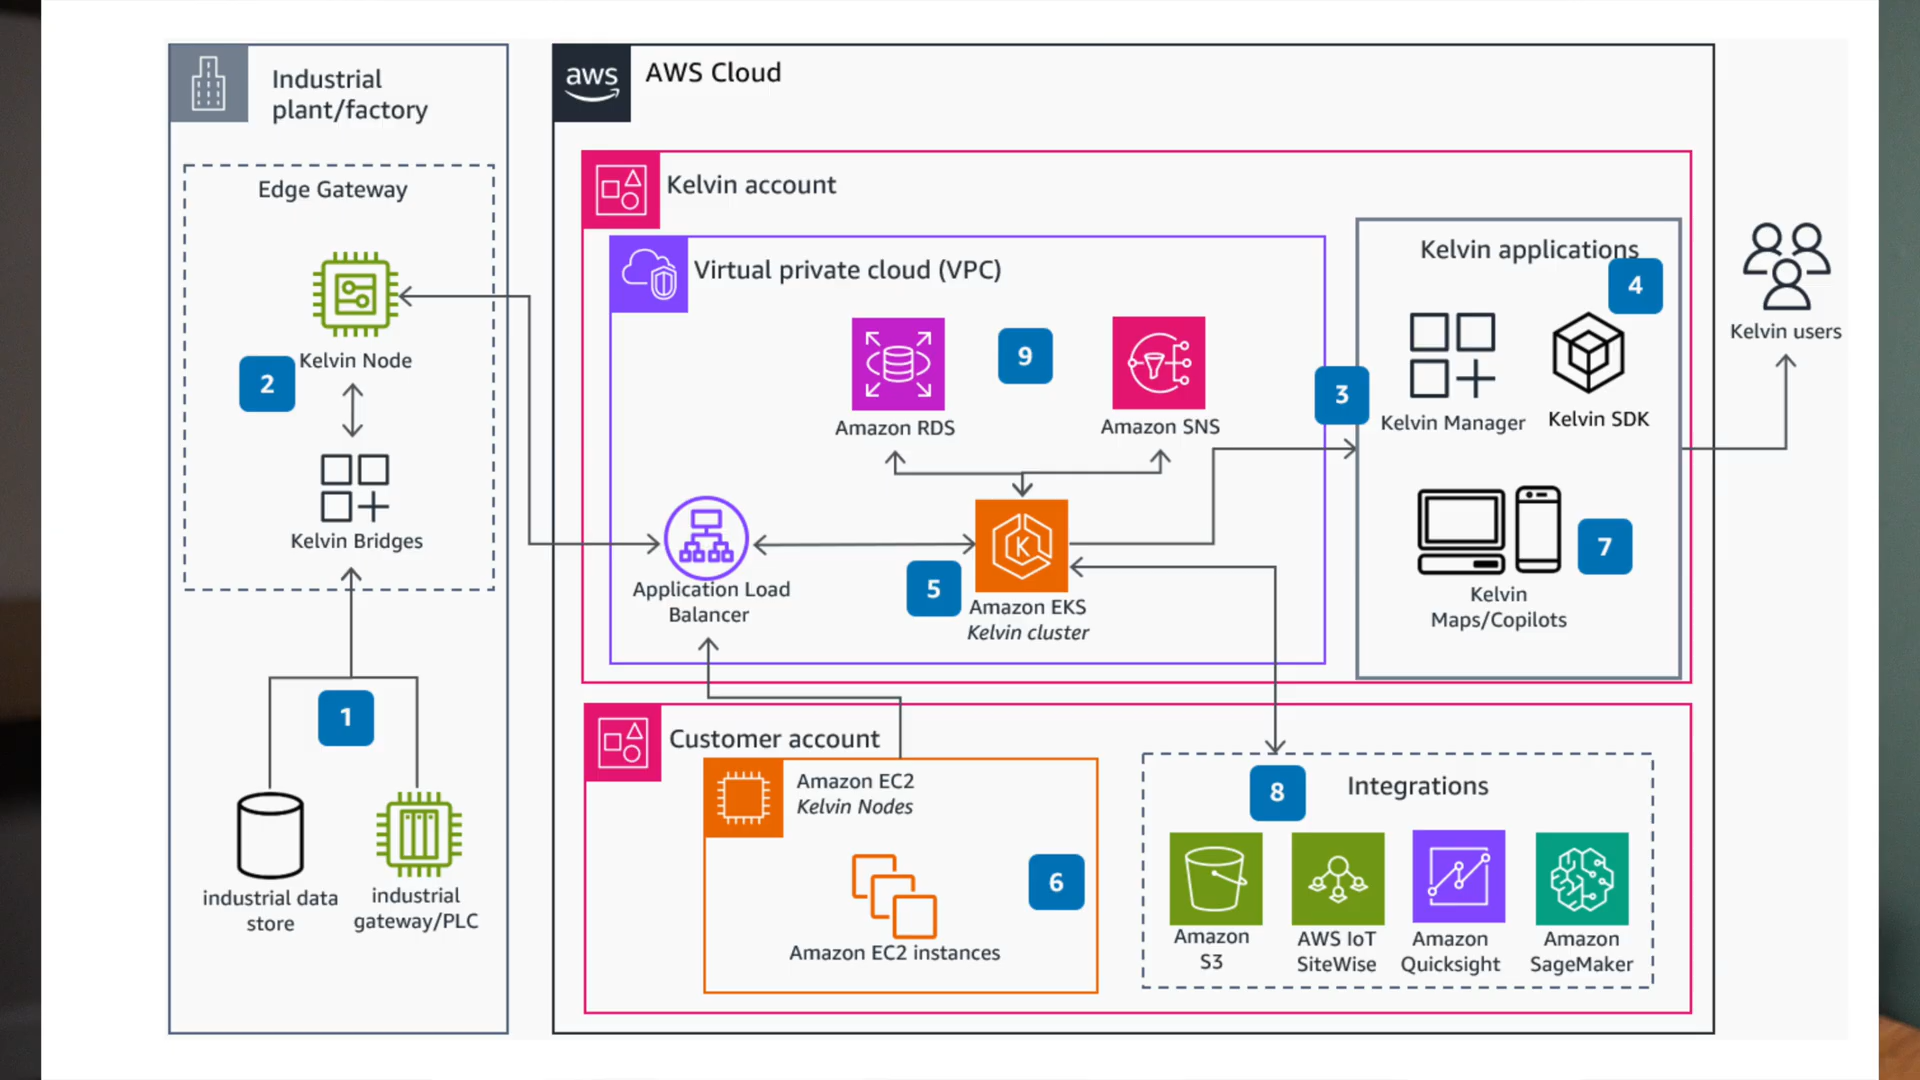 Industrial
plant/factory
Edge Gateway
Kelvin Node
2
Kelvin Bridges
1
industrial data
store
industrial
gateway/PLC
aws
AWS Cloud
Kelvin account
Virtual private cloud (VPC)
Amazon RDS
9
Amazon SNS
Application Load
Balancer
5
K
Amazon EKS
Kelvin cluster
3
Kelvin applications
4
Kelvin Manager
Kelvin SDK
7
Kelvin
Maps/Copilots
Kelvin users
Customer account
Amazon EC2
Kelvin Nodes
6
Amazon EC2 instances
8
Integrations
Amazon
S3
AWS IoT
SiteWise
Amazon
Quicksight
Amazon
SageMaker